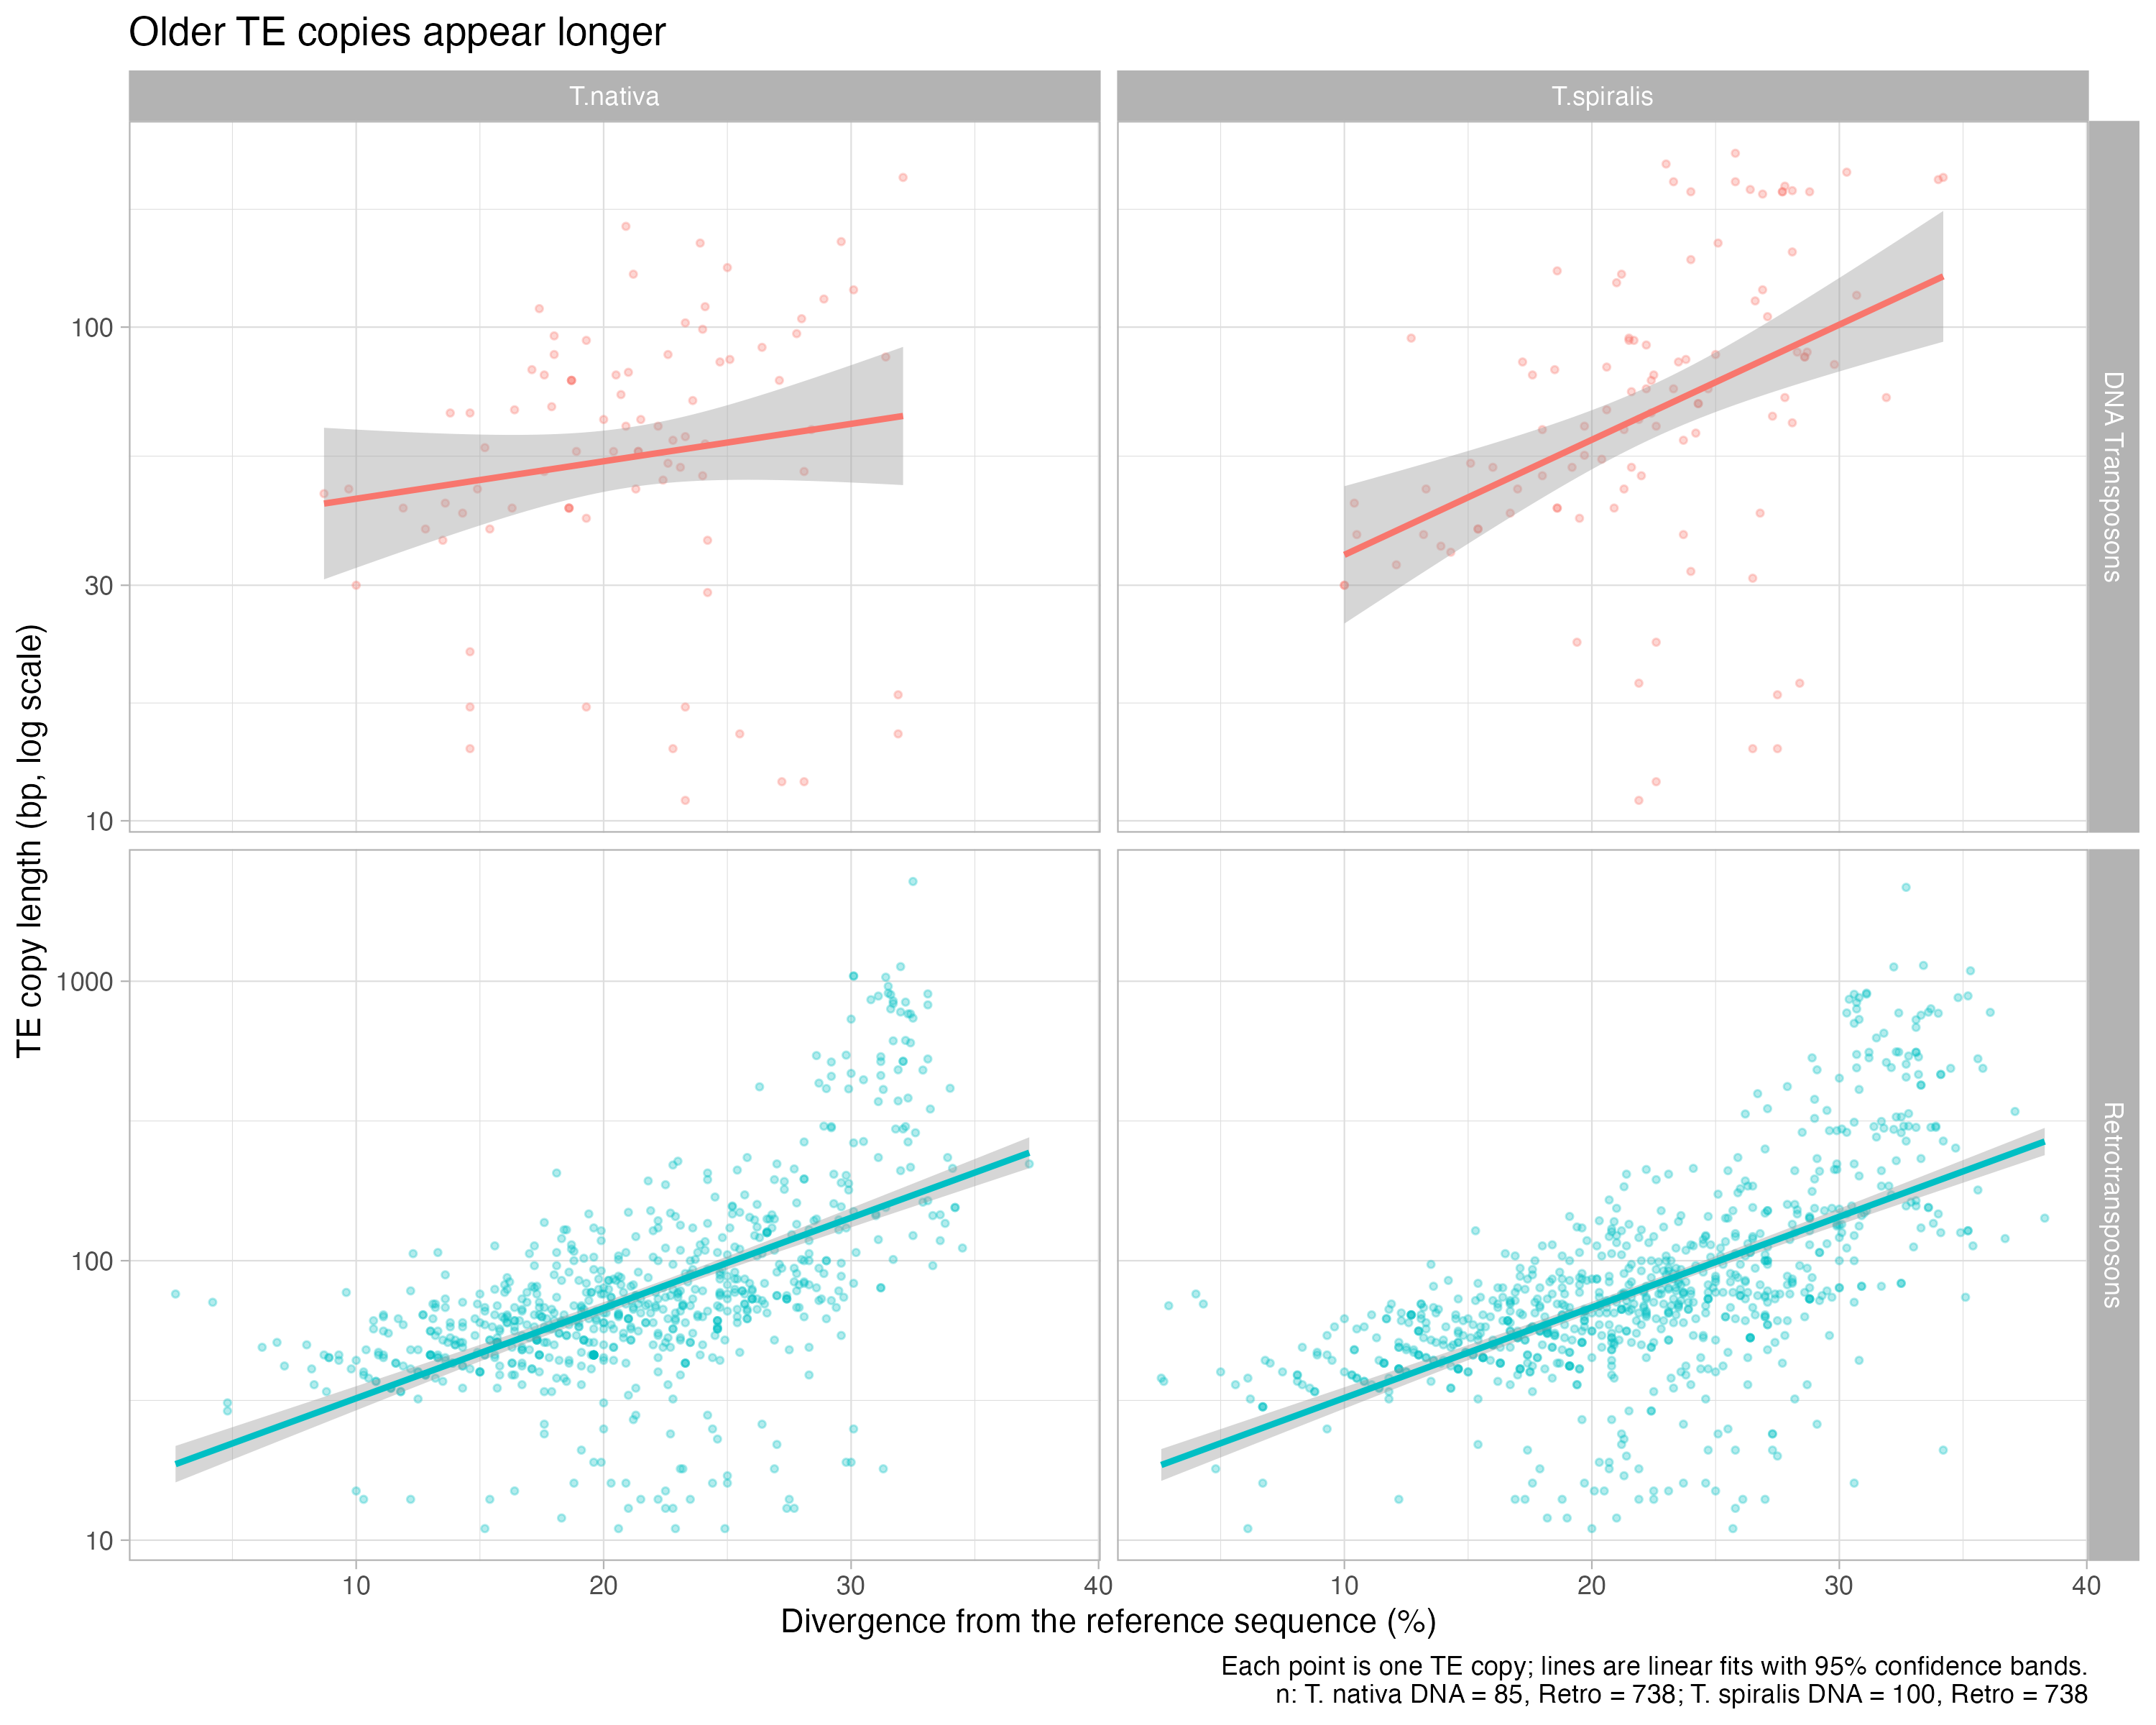 Older TE copies appear longer
T.nativa
T.spiralis
DNA Transposons
Retrotransposons
TE copy length (bp, log scale)
100
30
10
1000
100
10
10
20
30
40
10
20
30
40
Divergence from the reference sequence (%)
Each point is one TE copy; lines are linear fits with 95% confidence bands.
n: T. nativa DNA = 85, Retro = 738; T. spiralis DNA = 100, Retro = 738